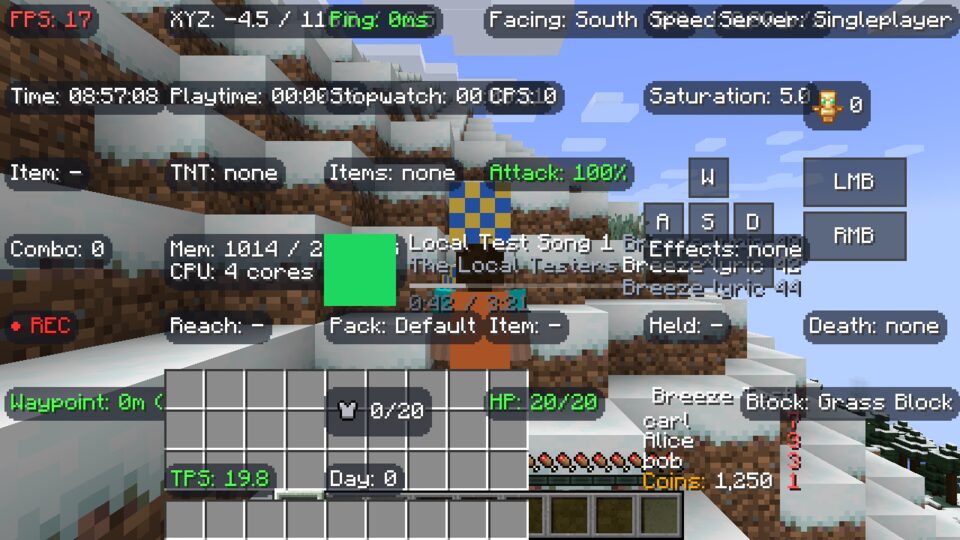 FPS: 17
XYZ: -4.5 / 11
Ping: 0ms
Facing: South
Speed
Server: Singleplayer
Time: 08:57:08
Playtime: 00:00
Stopwatch: 00
CPS:
0
Saturation: 5.0
0
Item: -
TNT: none
Items: none
Attack: 100%
W
LMB
A
S
D
RMB
Combo: 0
Mem: 1014 / 2
CPU: 4 cores
Local Test Song 1
The Local Testers
0:42 / 3:21
Effects: none
Breeze-lyric 42
Breeze-lyric 44
REC
Reach: -
Pack: Default
Item: -
Held: -
Death: none
Waypoint: 0m (
0/20
HP: 20/20
Breeze
Block: Grass Block
carl
Alice
3
bob
3
Coins: 1,250
1
TPS: 19.8
Day: 0